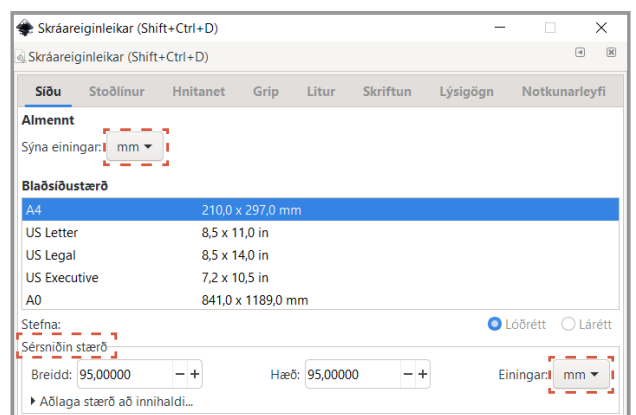 Skráareiginleikar (Shift+Ctrl+D)
Skráareiginleikar (Shift+Ctrl+D)
Síðu Stoðlínur Hnitanet Grip Litur Skriftun Lýsigögn Notkunarleyfi
Almennt
Sýna einingar: mm
Blaðsíðustærð
A4 210,0 x 297,0 mm
US Letter 8,5 x 11,0 in
US Legal 8,5 x 14,0 in
US Executive 7,2 x 10,5 in
A0 841,0 x 1189,0 mm
Stefna: Lóðrétt Lárétt
Sérsniðin stærð
Breidd: 95,00000 − + Hæð: 95,00000 − + Einingar: mm
Aðlaga stærð að innihaldi...